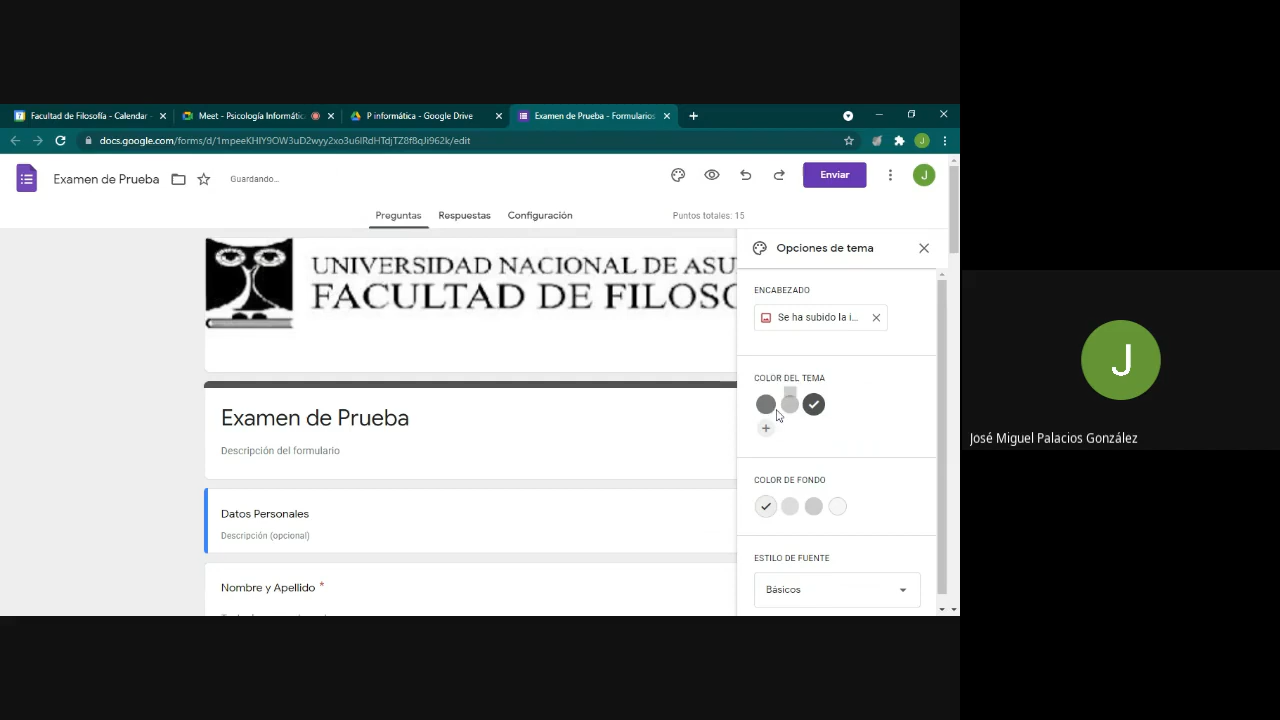 Facultad de Filosofía - Calendar
Meet - Psicología Informátic
P informática - Google Drive
Examen de Prueba - Formularios
docs.google.com/forms/d/1mpeeKHIY9OW3uD2wyy2xo3u6IRdHTdjTZ8f8qJi962k/edit
Examen de Prueba
Guardando...
Enviar
J
Preguntas
Respuestas
Configuración
Puntos totales: 15
UNIVERSIDAD NACIONAL DE ASU
FACULTAD DE FILOSO
Opciones de tema
ENCABEZADO
Se ha subido la i...
COLOR DEL TEMA
Examen de Prueba
Descripción del formulario
COLOR DE FONDO
Datos Personales
Descripción (opcional)
ESTILO DE FUENTE
Básicos
Nombre y Apellido *
J
José Miguel Palacios González